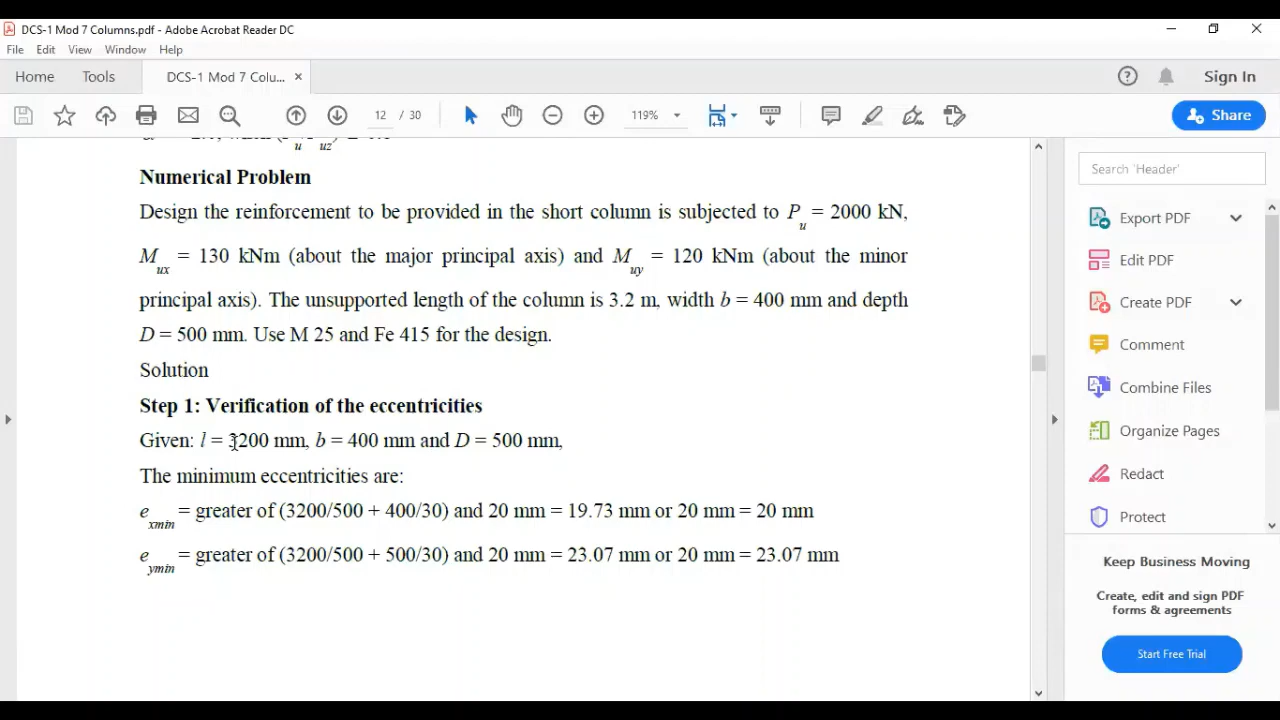 DCS-1 Mod 7 Columns.pdf - Adobe Acrobat Reader DC
File Edit View Window Help
Home Tools DCS-1 Mod 7 Colu... × Sign In
12 / 30 119% Share
Numerical Problem
Design the reinforcement to be provided in the short column is subjected to Pu = 2000 kN,
Mux = 130 kNm (about the major principal axis) and Muy = 120 kNm (about the minor
principal axis). The unsupported length of the column is 3.2 m, width b = 400 mm and depth
D = 500 mm. Use M 25 and Fe 415 for the design.
Solution
Step 1: Verification of the eccentricities
Given: l = 3200 mm, b = 400 mm and D = 500 mm,
The minimum eccentricities are:
exmin = greater of (3200/500 + 400/30) and 20 mm = 19.73 mm or 20 mm = 20 mm
eymin = greater of (3200/500 + 500/30) and 20 mm = 23.07 mm or 20 mm = 23.07 mm
Search 'Header'
Export PDF
Edit PDF
Create PDF
Comment
Combine Files
Organize Pages
Redact
Protect
Keep Business Moving
Create, edit and sign PDF
forms & agreements
Start Free Trial